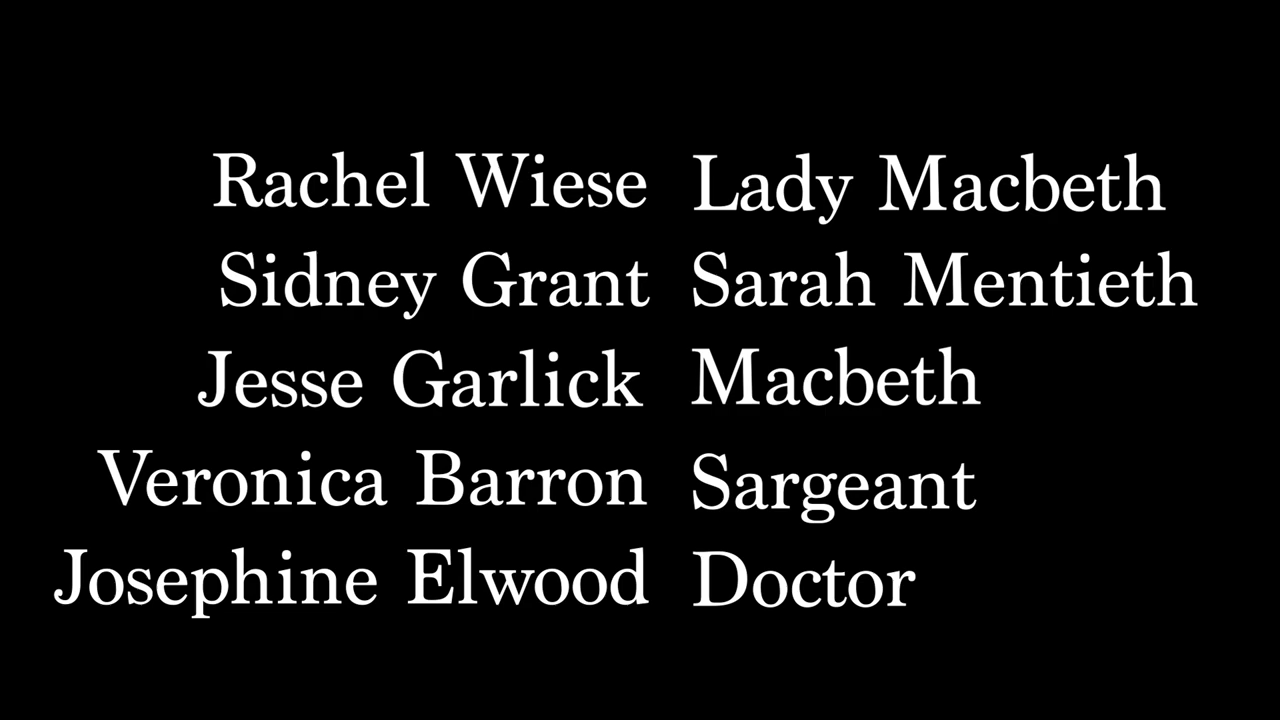 Rachel Wiese Lady Macbeth
Sidney Grant Sarah Mentieth
Jesse Garlick Macbeth
Veronica Barron Sargeant
Josephine Elwood Doctor